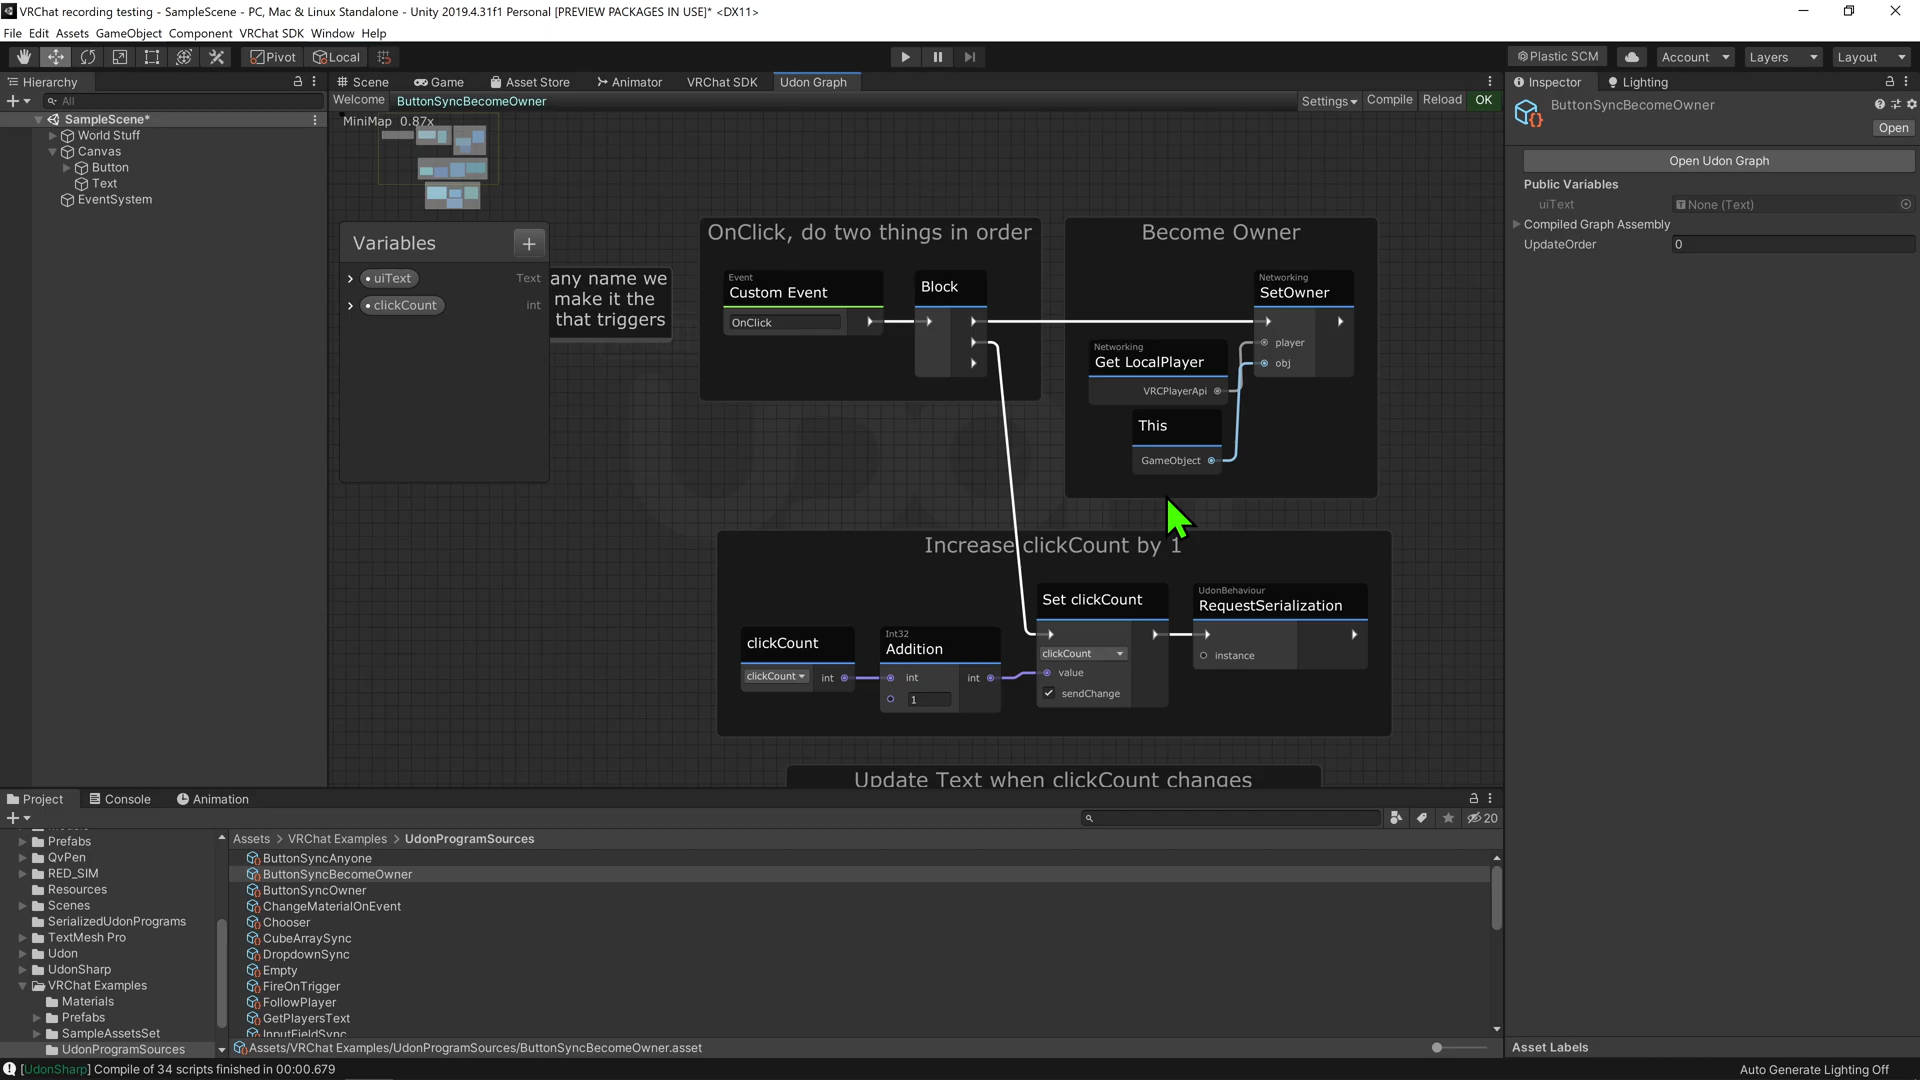 VRChat recording testing - SampleScene - PC, Mac & Linux Standalone - Unity 2019.4.31f1 Personal [PREVIEW PACKAGES IN USE]* <DX11>
File Edit Assets GameObject Component VRChat SDK Window Help
Pivot Local Plastic SCM Account Layers Layout
Hierarchy
All
SampleScene*
World Stuff
Canvas
Button
Text
EventSystem
Scene Game Asset Store Animator VRChat SDK Udon Graph
Welcome ButtonSyncBecomeOwner Settings Compile Reload OK
MiniMap 0.87x
Variables +
uiText Text
clickCount int
any name we
make it the
that triggers
OnClick, do two things in order
Event
Custom Event
OnClick
Block
Become Owner
Networking
SetOwner
player
obj
Networking
Get LocalPlayer
VRCPlayerApi
This
GameObject
Increase clickCount by 1
clickCount
clickCount int
Int32
Addition
int int
1
Set clickCount
clickCount
value
sendChange
UdonBehaviour
RequestSerialization
instance
Update Text when clickCount changes
Inspector Lighting
ButtonSyncBecomeOwner
Open
Open Udon Graph
Public Variables
uiText None (Text)
Compiled Graph Assembly
UpdateOrder 0
Asset Labels
Project Console Animation
20
Prefabs
QvPen
RED_SIM
Resources
Scenes
SerializedUdonPrograms
TextMesh Pro
Udon
UdonSharp
VRChat Examples
Materials
Prefabs
SampleAssetsSet
UdonProgramSources
Assets > VRChat Examples > UdonProgramSources
ButtonSyncAnyone
ButtonSyncBecomeOwner
ButtonSyncOwner
ChangeMaterialOnEvent
Chooser
CubeArraySync
DropdownSync
Empty
FireOnTrigger
FollowPlayer
GetPlayersText
InputFieldSync
Assets/VRChat Examples/UdonProgramSources/ButtonSyncBecomeOwner.asset
[UdonSharp] Compile of 34 scripts finished in 00:00.679
Auto Generate Lighting Off